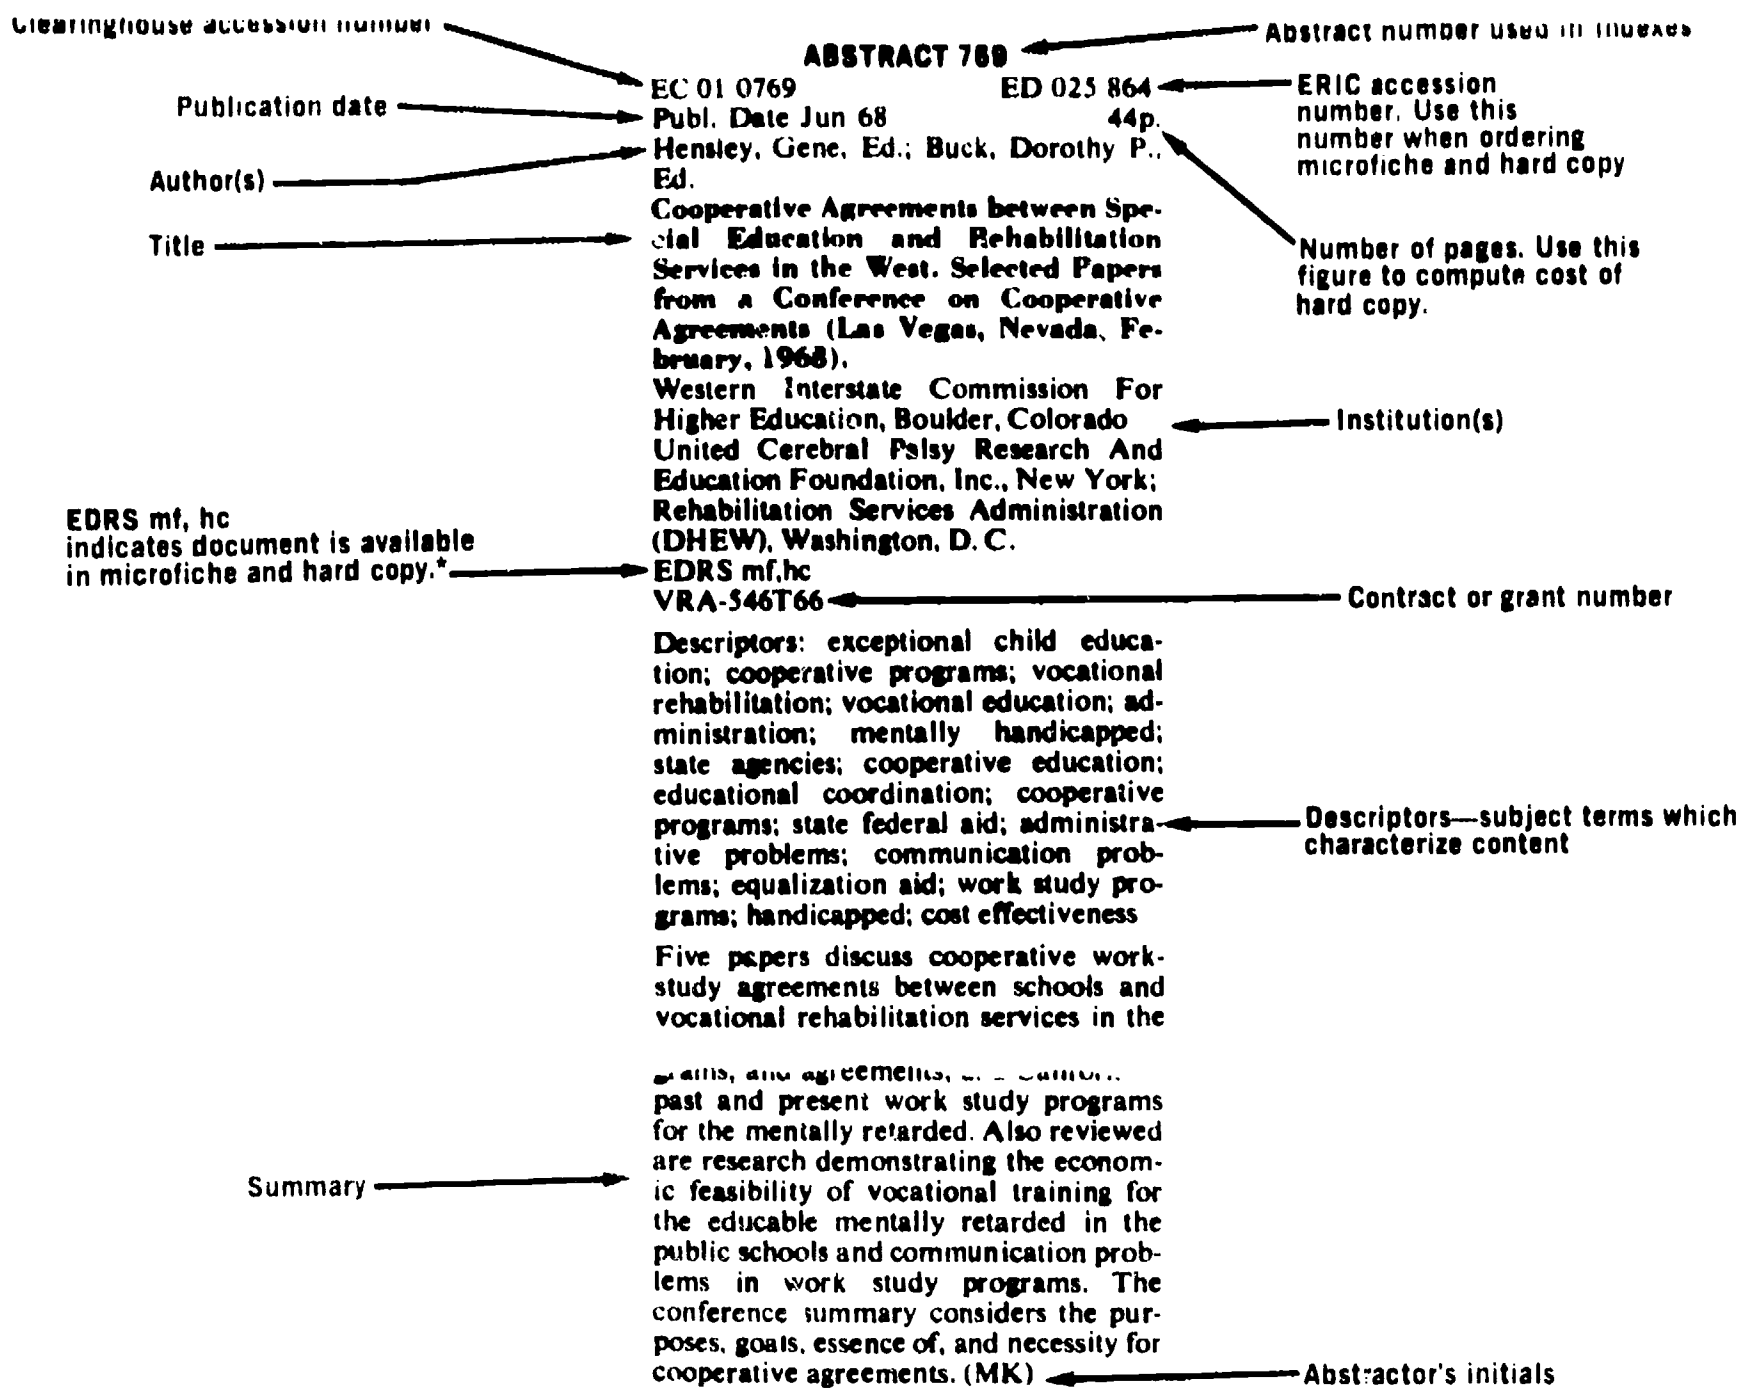 Clearinghouse accession number
Abstract number used in indexes
ABSTRACT 769
EC 01 0769 ED 025 864
Publ. Date Jun 68 44p.
Hensley, Gene, Ed.; Buck, Dorothy P.,
Ed.
Cooperative Agreements between Spe-
cial Education and Rehabilitation
Services in the West. Selected Papers
from a Conference on Cooperative
Agreements (Las Vegas, Nevada, Fe-
bruary, 1968).
Western Interstate Commission For
Higher Education, Boulder, Colorado
United Cerebral Palsy Research And
Education Foundation, Inc., New York;
Rehabilitation Services Administration
(DHEW), Washington, D. C.
EDRS mf,hc
VRA-546T66
Descriptors: exceptional child educa-
tion; cooperative programs; vocational
rehabilitation; vocational education; ad-
ministration; mentally handicapped;
state agencies; cooperative education;
educational coordination; cooperative
programs; state federal aid; administra-
tive problems; communication prob-
lems; equalization aid; work study pro-
grams; handicapped; cost effectiveness
Five papers discuss cooperative work-
study agreements between schools and
vocational rehabilitation services in the
grams, and agreements,
past and present work study programs
for the mentally retarded. Also reviewed
are research demonstrating the econom-
ic feasibility of vocational training for
the educable mentally retarded in the
public schools and communication prob-
lems in work study programs. The
conference summary considers the pur-
poses, goals, essence of, and necessity for
cooperative agreements. (MK)
Publication date
Author(s)
Title
EDRS mf, hc
indicates document is available
in microfiche and hard copy.*
Summary
ERIC accession
number. Use this
number when ordering
microfiche and hard copy
Number of pages. Use this
figure to compute cost of
hard copy.
Institution(s)
Contract or grant number
Descriptors—subject terms which
characterize content
Abstractor's initials